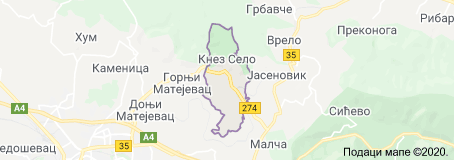 Грбавче
Рибар
Хум
Врело
Преконога
35
Кнез Село
Каменица
Горњи
Матејевац
Јасеновик
A4
Доњи
Матејевац
274
Сићево
A4
35
едошевац
Малча
Подаци мапе ©2020.